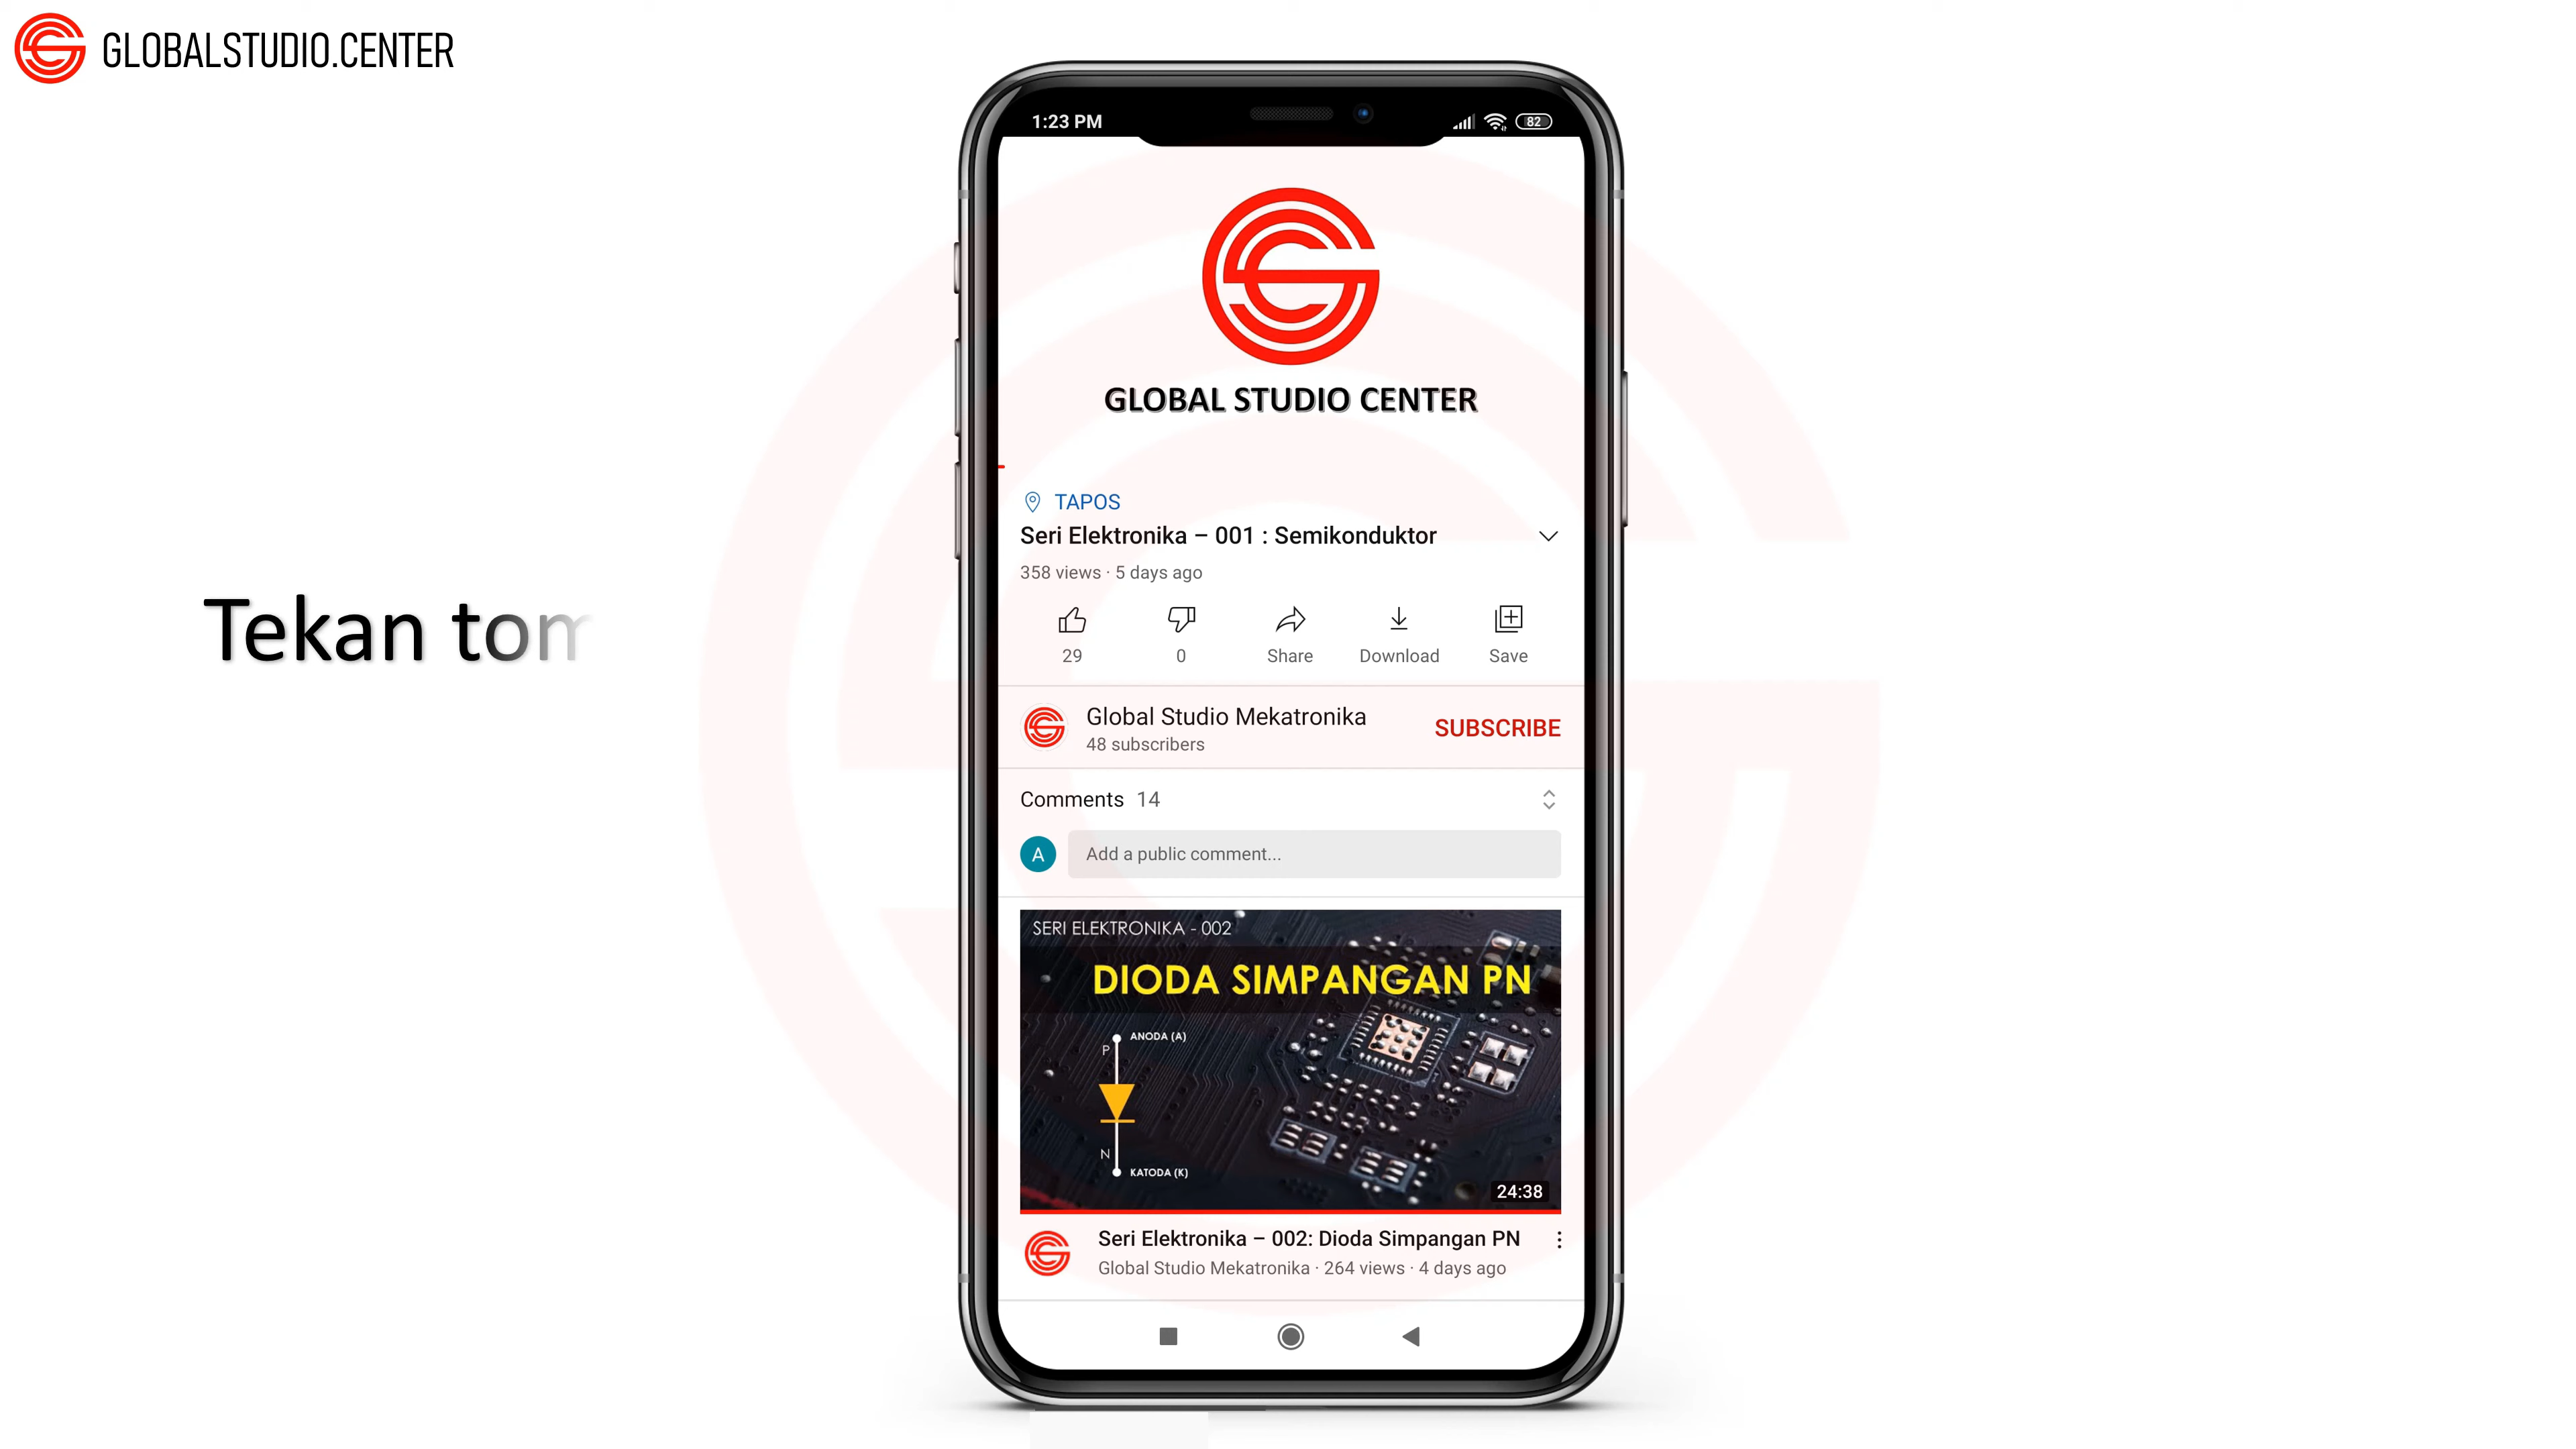 GLOBALSTUDIO.CENTER
1:23 PM
82
GLOBAL STUDIO CENTER
TAPOS
Seri Elektronika – 001 : Semikonduktor
358 views · 5 days ago
29
0
Share
Download
Save
Tekan tom
Global Studio Mekatronika
48 subscribers
SUBSCRIBE
Comments 14
A
Add a public comment...
SERI ELEKTRONIKA - 002
DIODA SIMPANGAN PN
ANODA (A)
P
N
KATODA (K)
24:38
Seri Elektronika – 002: Dioda Simpangan PN
Global Studio Mekatronika · 264 views · 4 days ago